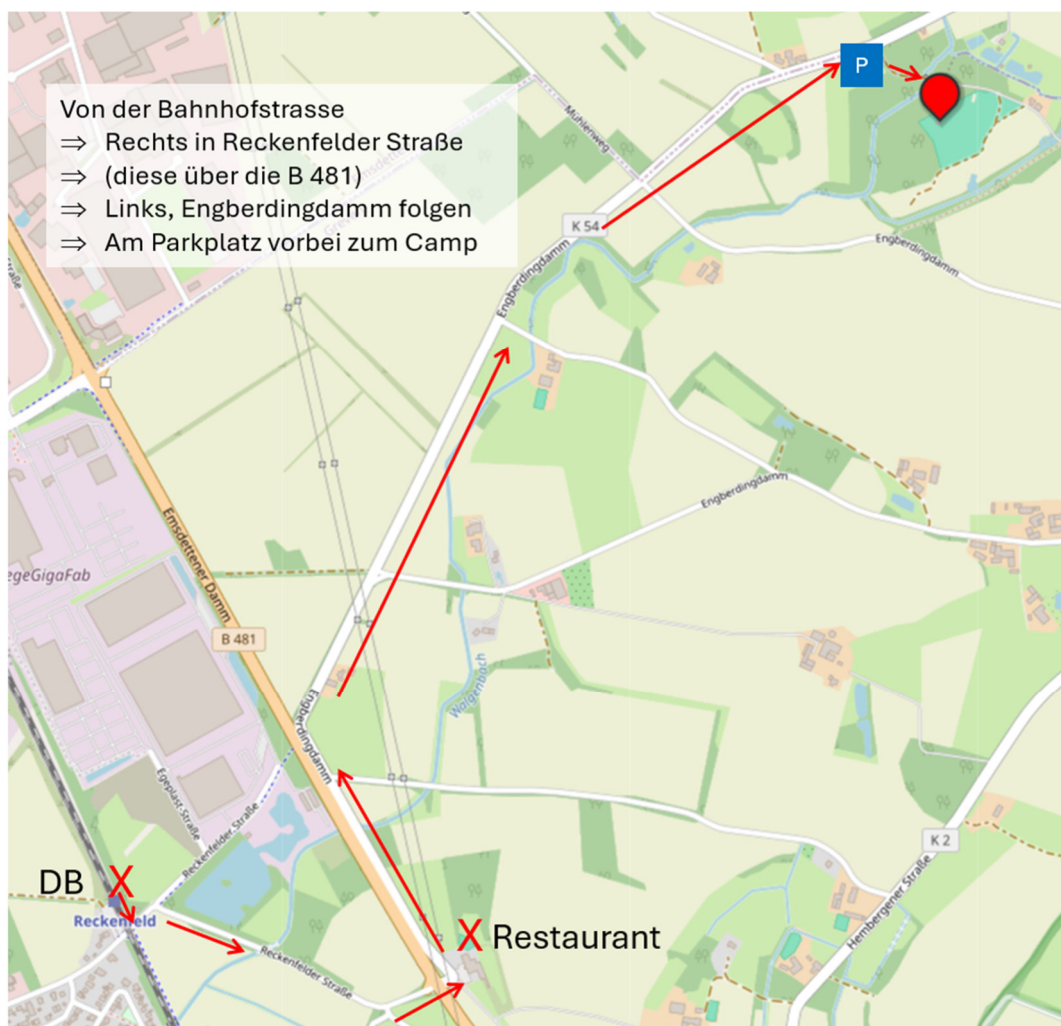 P
Von der Bahnhofstrasse
⇒ Rechts in Reckenfelder Straße
⇒ (diese über die B 481)
⇒ Links, Engberdingdamm folgen
⇒ Am Parkplatz vorbei zum Camp
Mühlenweg
K 54
Engberdingdamm
Engberdingdamm
Engberdingdamm
egeGigaFab
Emsdettener Damm
B 481
Walgenbach
Engberdingdamm
Egeplast-Straße
Reckenfelder Straße
K 2
DB X
Reckenfeld
Hembergener Straße
X Restaurant
Reckenfelder Straße